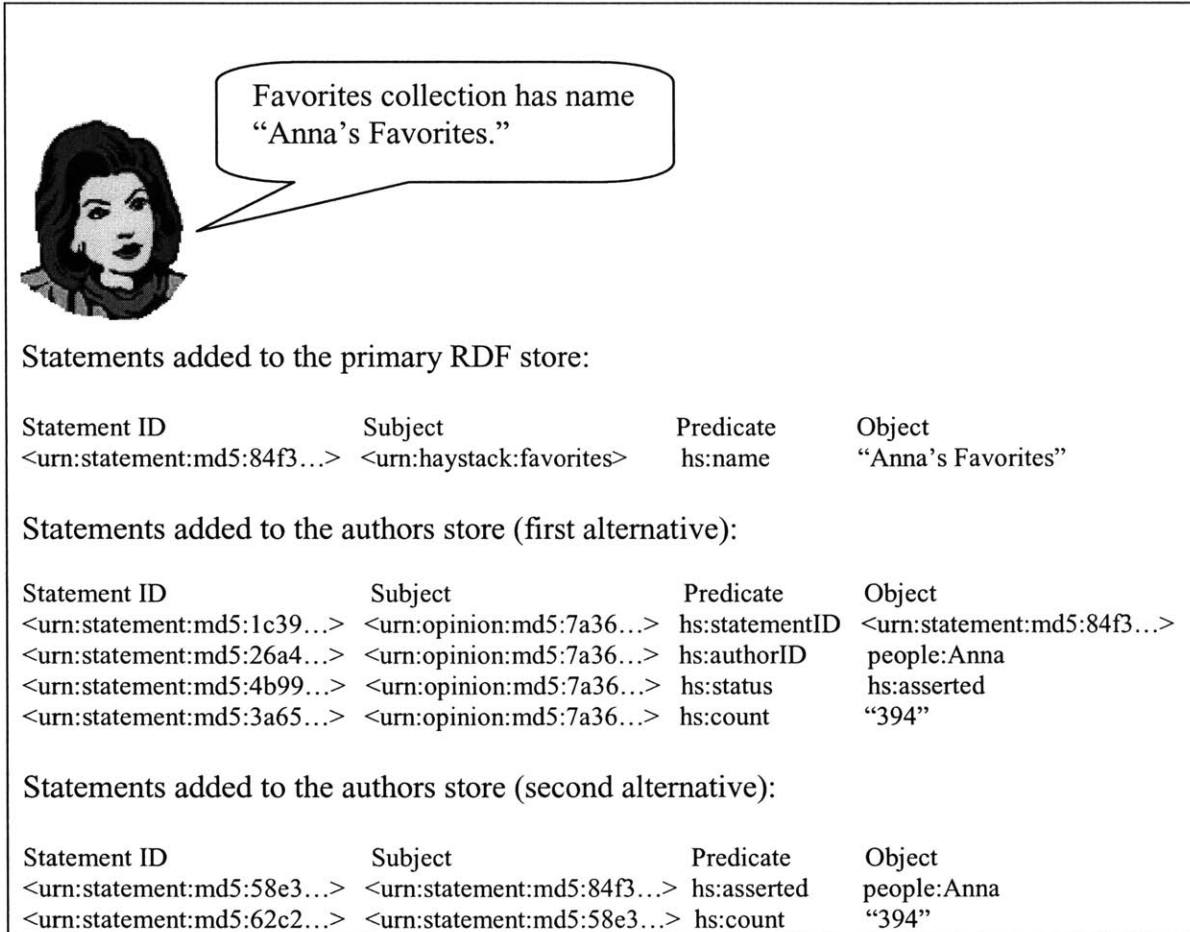 Favorites collection has name
“Anna’s Favorites.”
Statements added to the primary RDF store:
Statement ID Subject Predicate Object
<urn:statement:md5:84f3…> <urn:haystack:favorites> hs:name “Anna’s Favorites”
Statements added to the authors store (first alternative):
Statement ID Subject Predicate Object
<urn:statement:md5:1c39…> <urn:opinion:md5:7a36…> hs:statementID <urn:statement:md5:84f3…>
<urn:statement:md5:26a4…> <urn:opinion:md5:7a36…> hs:authorID people:Anna
<urn:statement:md5:4b99…> <urn:opinion:md5:7a36…> hs:status hs:asserted
<urn:statement:md5:3a65…> <urn:opinion:md5:7a36…> hs:count “394”
Statements added to the authors store (second alternative):
Statement ID Subject Predicate Object
<urn:statement:md5:58e3…> <urn:statement:md5:84f3…> hs:asserted people:Anna
<urn:statement:md5:62c2…> <urn:statement:md5:58e3…> hs:count “394”